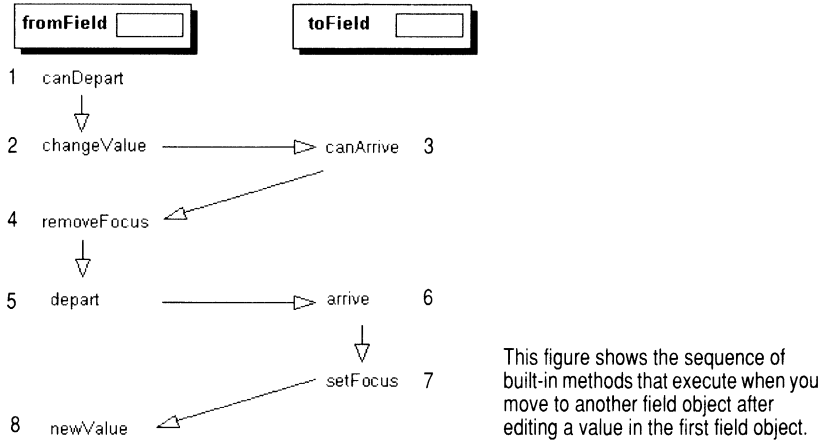 fromField toField
1 canDepart
2 changeValue canArrive 3
4 removeFocus
5 depart arrive 6
setFocus 7
8 newValue
This figure shows the sequence of
built-in methods that execute when you
move to another field object after
editing a value in the first field object.